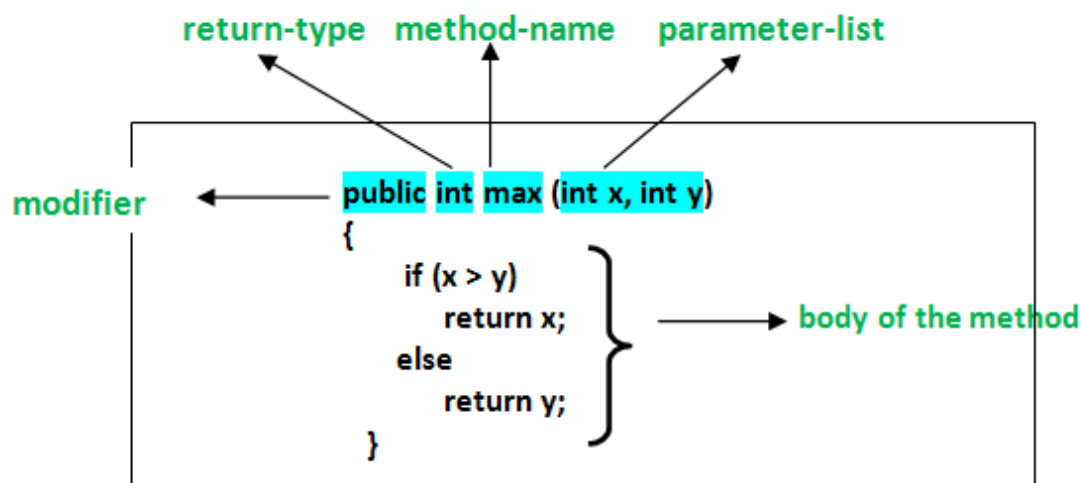 return-type method-name parameter-list
modifier
public int max (int x, int y)
{
if (x > y)
return x;
else
return y;
}
body of the method